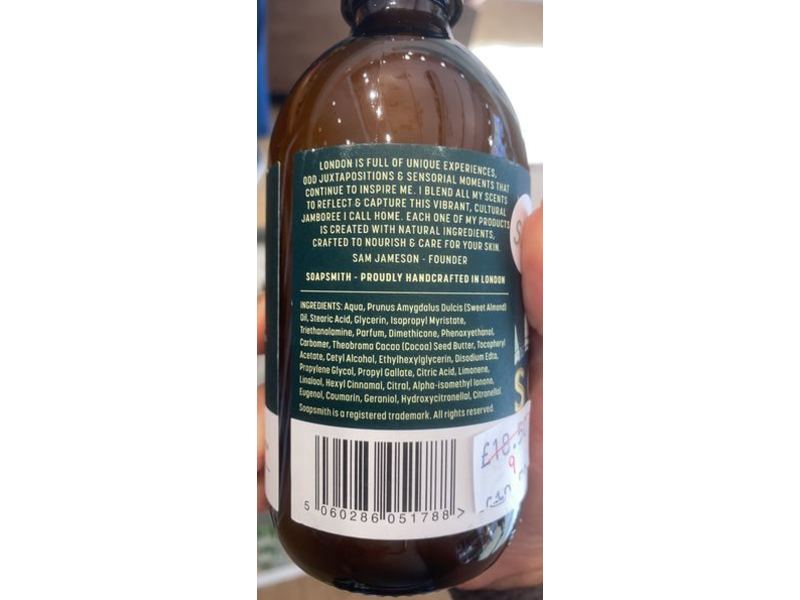 LONDON IS FULL OF UNIQUE EXPERIENCES,
ODD JUXTAPOSITIONS & SENSORIAL MOMENTS THAT
CONTINUE TO INSPIRE ME. I BLEND ALL MY SCENTS
TO REFLECT & CAPTURE THIS VIBRANT, CULTURAL
JAMBOREE I CALL HOME. EACH ONE OF MY PRODUCTS
IS CREATED WITH NATURAL INGREDIENTS,
CRAFTED TO NOURISH & CARE FOR YOUR SKIN.
SAM JAMESON - FOUNDER
SOAPSMITH - PROUDLY HANDCRAFTED IN LONDON
INGREDIENTS: Aqua, Prunus Amygdalus Dulcis (Sweet Almond)
Oil, Stearic Acid, Glycerin, Isopropyl Myristate,
Triethanolamine, Parfum, Dimethicone, Phenoxyethanol,
Carbomer, Theobroma Cacao (Cocoa) Seed Butter, Tocopheryl
Acetate, Cetyl Alcohol, Ethylhexylglycerin, Disodium Edta,
Propylene Glycol, Propyl Gallate, Citric Acid, Limonene,
Linalool, Hexyl Cinnamal, Citral, Alpha-isomethyl Ionone,
Eugenol, Coumarin, Geraniol, Hydroxycitronellal, Citronellol
Soapsmith is a registered trademark. All rights reserved
£18.50
9
5 060286 051788 >